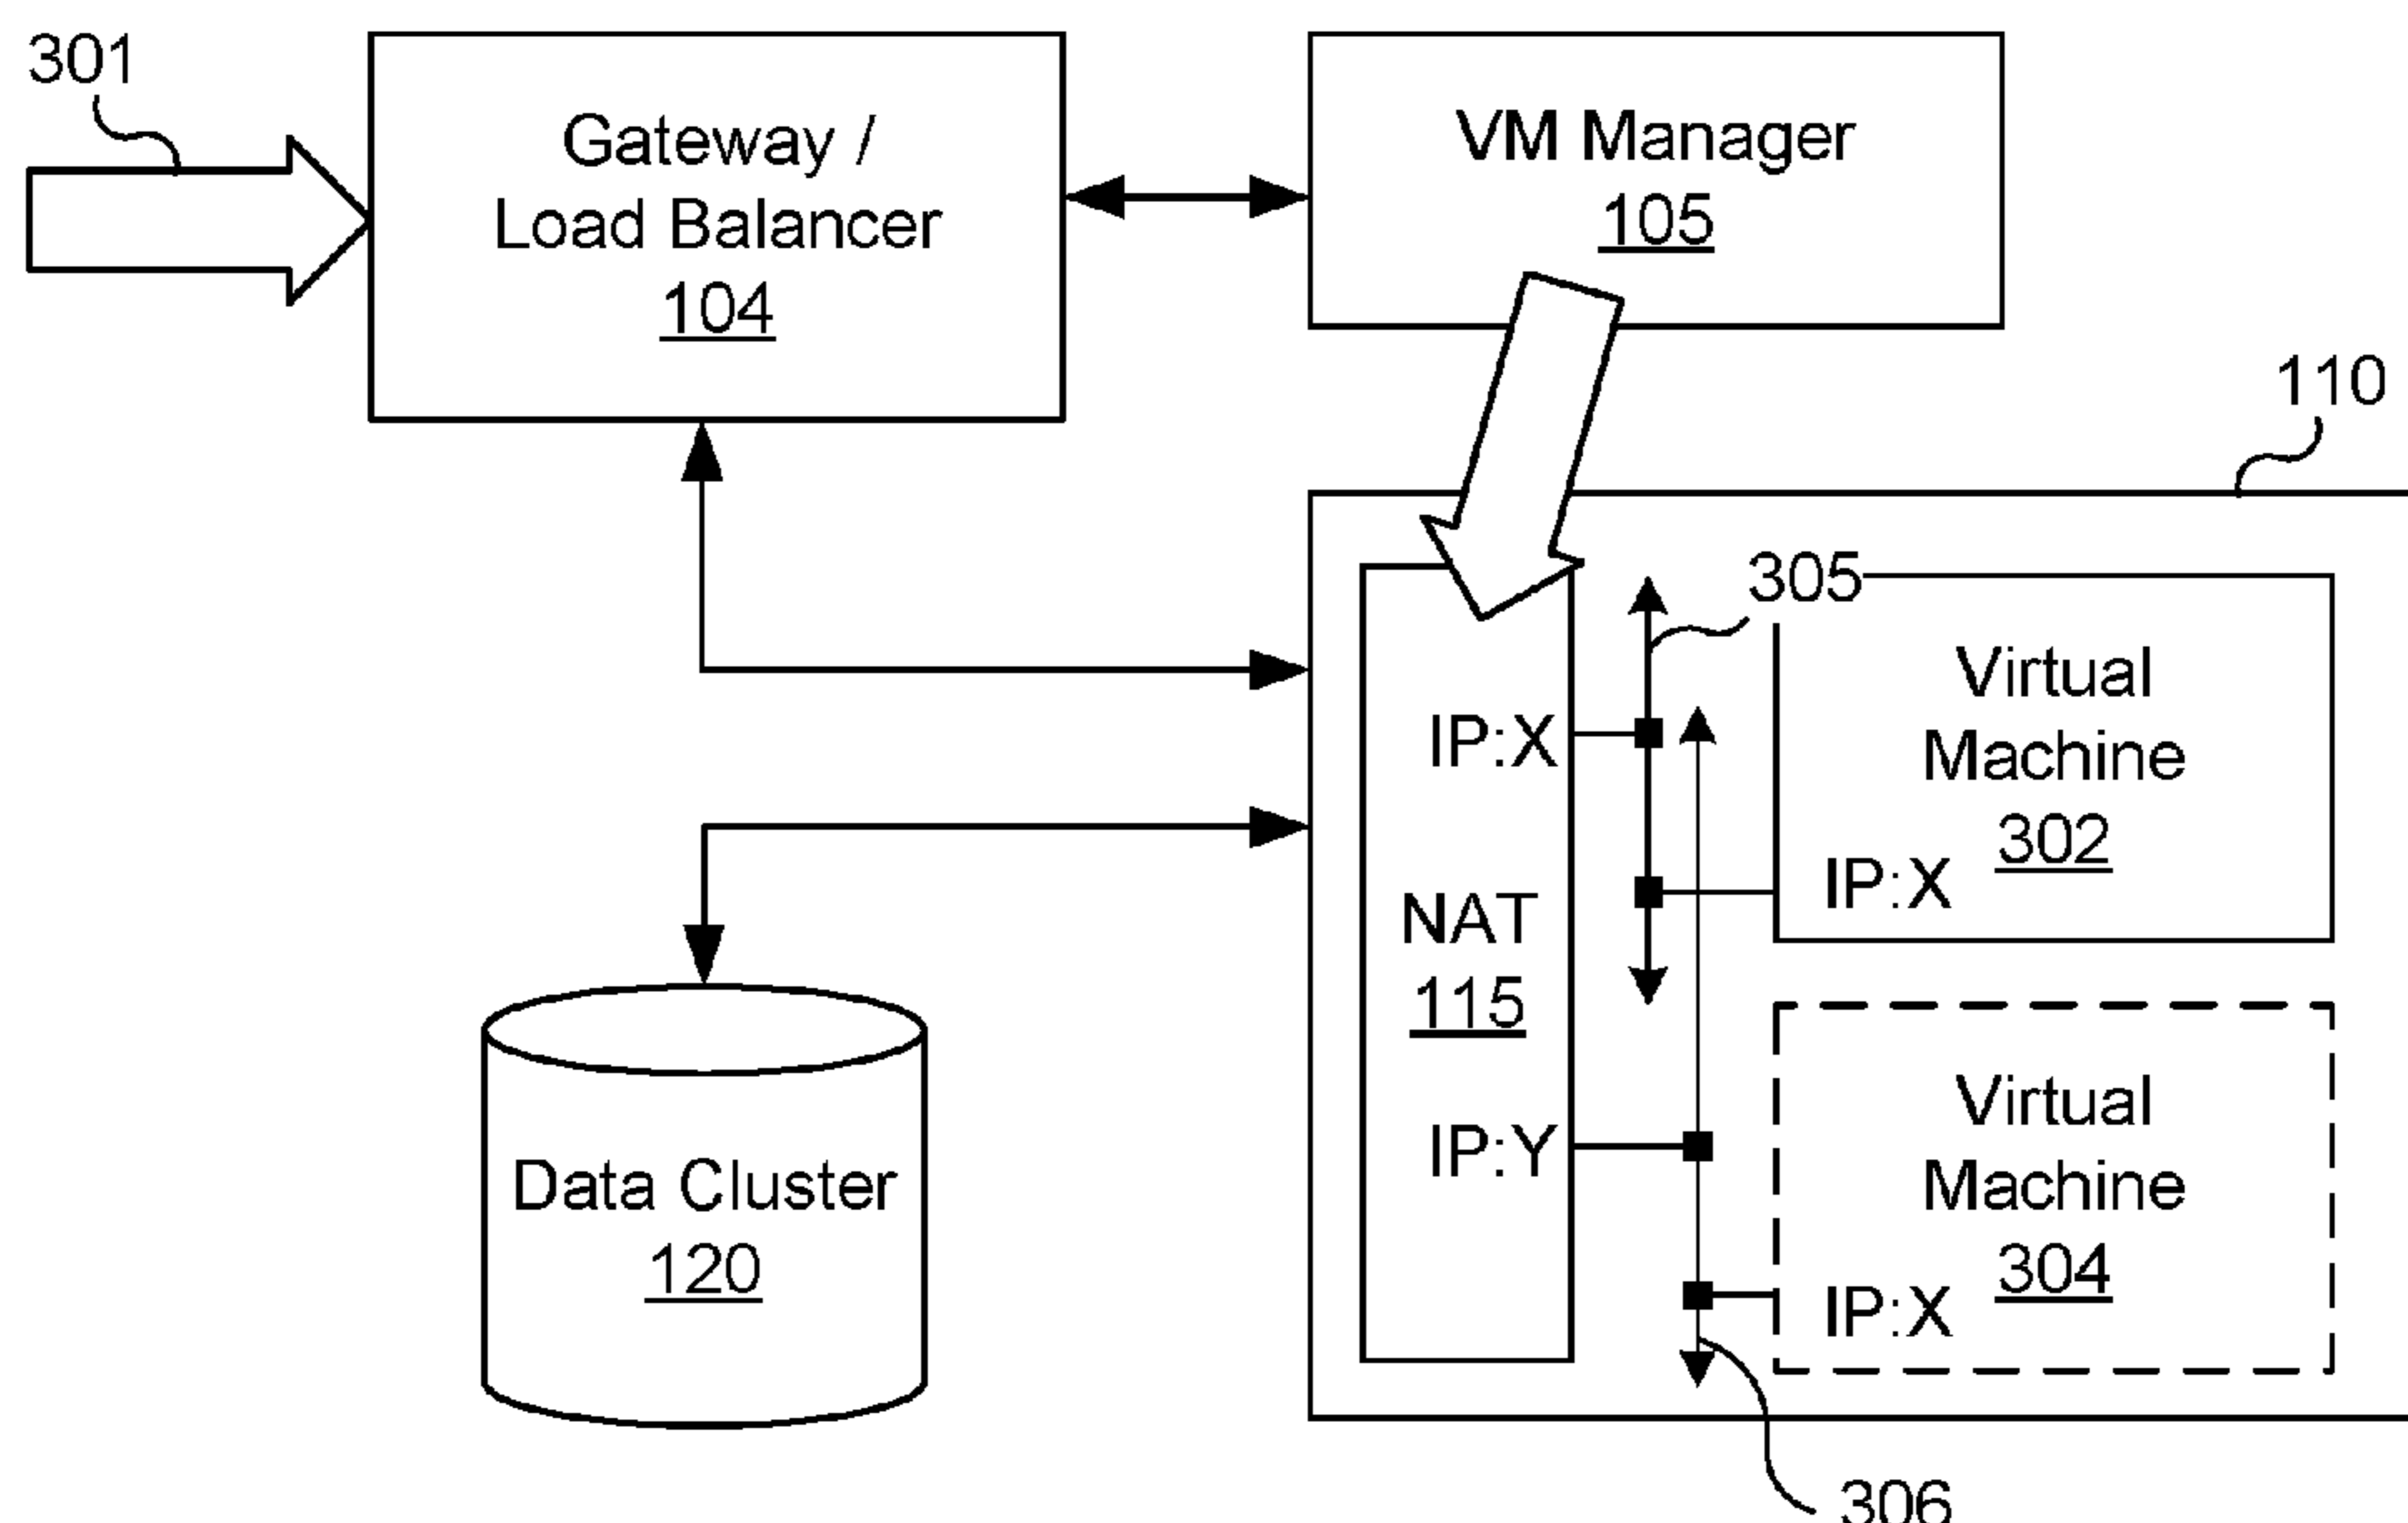 301
Gateway /
Load Balancer
104
VM Manager
105
110
305
Virtual
Machine
302
IP:X
IP:X
NAT
115
IP:Y
Virtual
Machine
304
IP:X
Data Cluster
120
306